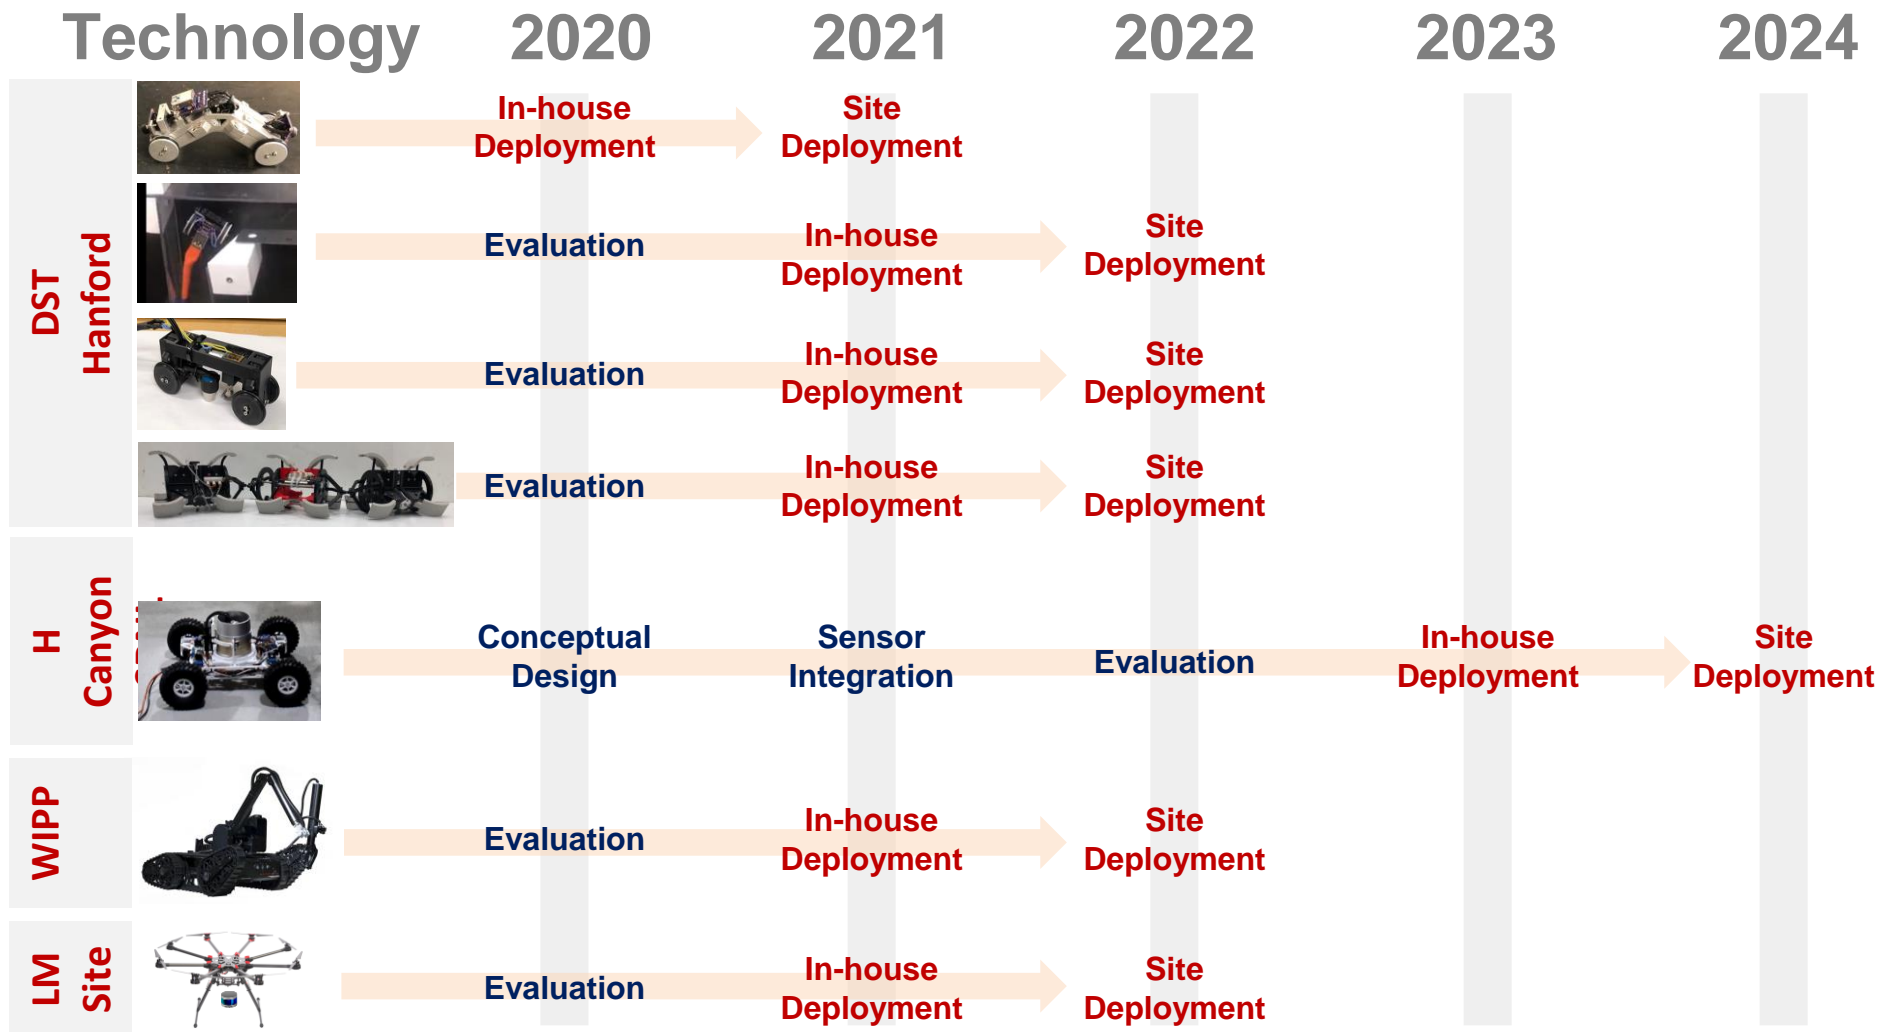 Technology 2020 2021 2022 2023 2024
DST
Hanford
In-house
Deployment
Site
Deployment
Evaluation
In-house
Deployment
Site
Deployment
Evaluation
In-house
Deployment
Site
Deployment
Evaluation
In-house
Deployment
Site
Deployment
H
Canyon
Conceptual
Design
Sensor
Integration
Evaluation
In-house
Deployment
Site
Deployment
WIPP
Evaluation
In-house
Deployment
Site
Deployment
LM
Site
Evaluation
In-house
Deployment
Site
Deployment